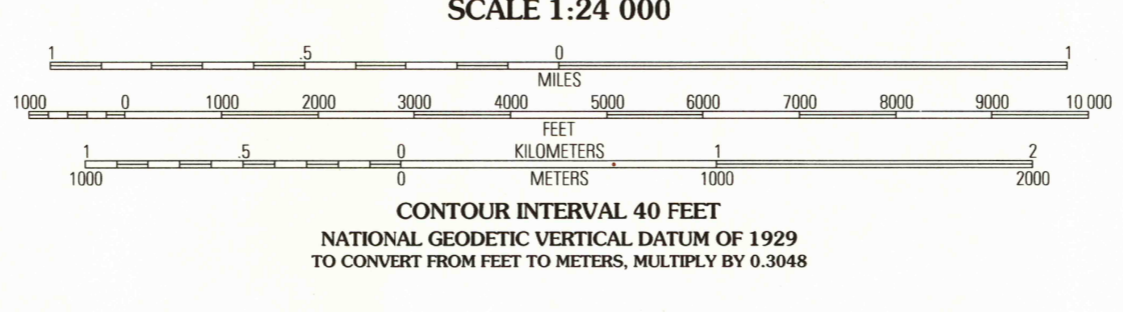 SCALE 1:24 000
1 .5 0 1
MILES
1000 0 1000 2000 3000 4000 5000 6000 7000 8000 9000 10 000
FEET
1 .5 0 KILOMETERS 1 2
1000 0 METERS 1000 2000
CONTOUR INTERVAL 40 FEET
NATIONAL GEODETIC VERTICAL DATUM OF 1929
TO CONVERT FROM FEET TO METERS, MULTIPLY BY 0.3048